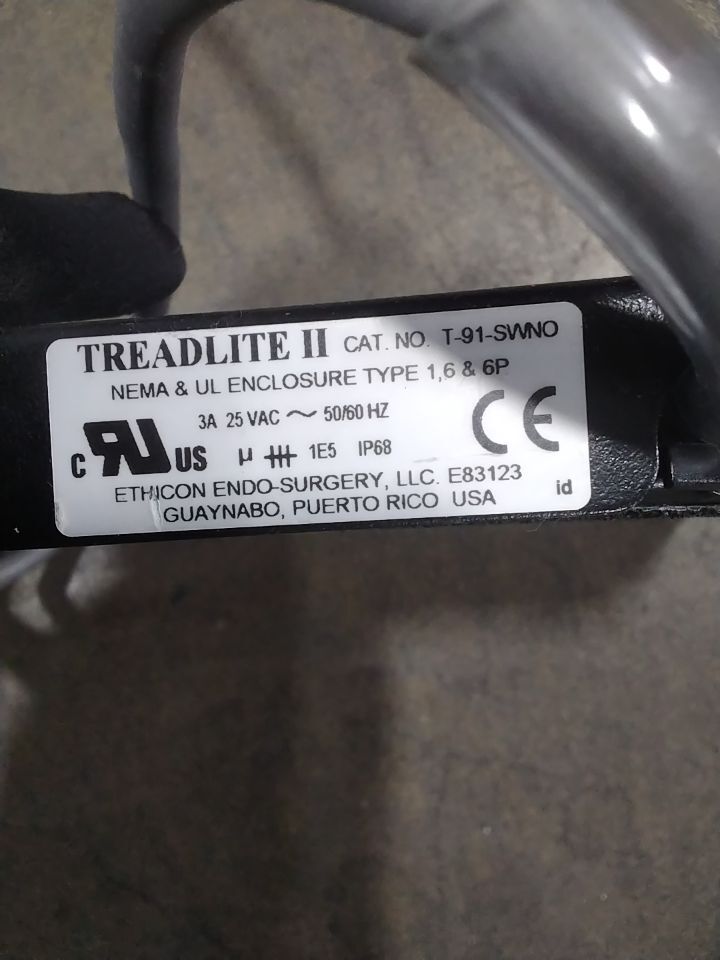 TREADLITE II CAT. NO. T-91-SWNO
NEMA & UL ENCLOSURE TYPE 1,6 & 6P
3A 25 VAC ~ 50/60 HZ
C RU US µ 1E5 IP68 CE
ETHICON ENDO-SURGERY, LLC. E83123
GUAYNABO, PUERTO RICO USA id